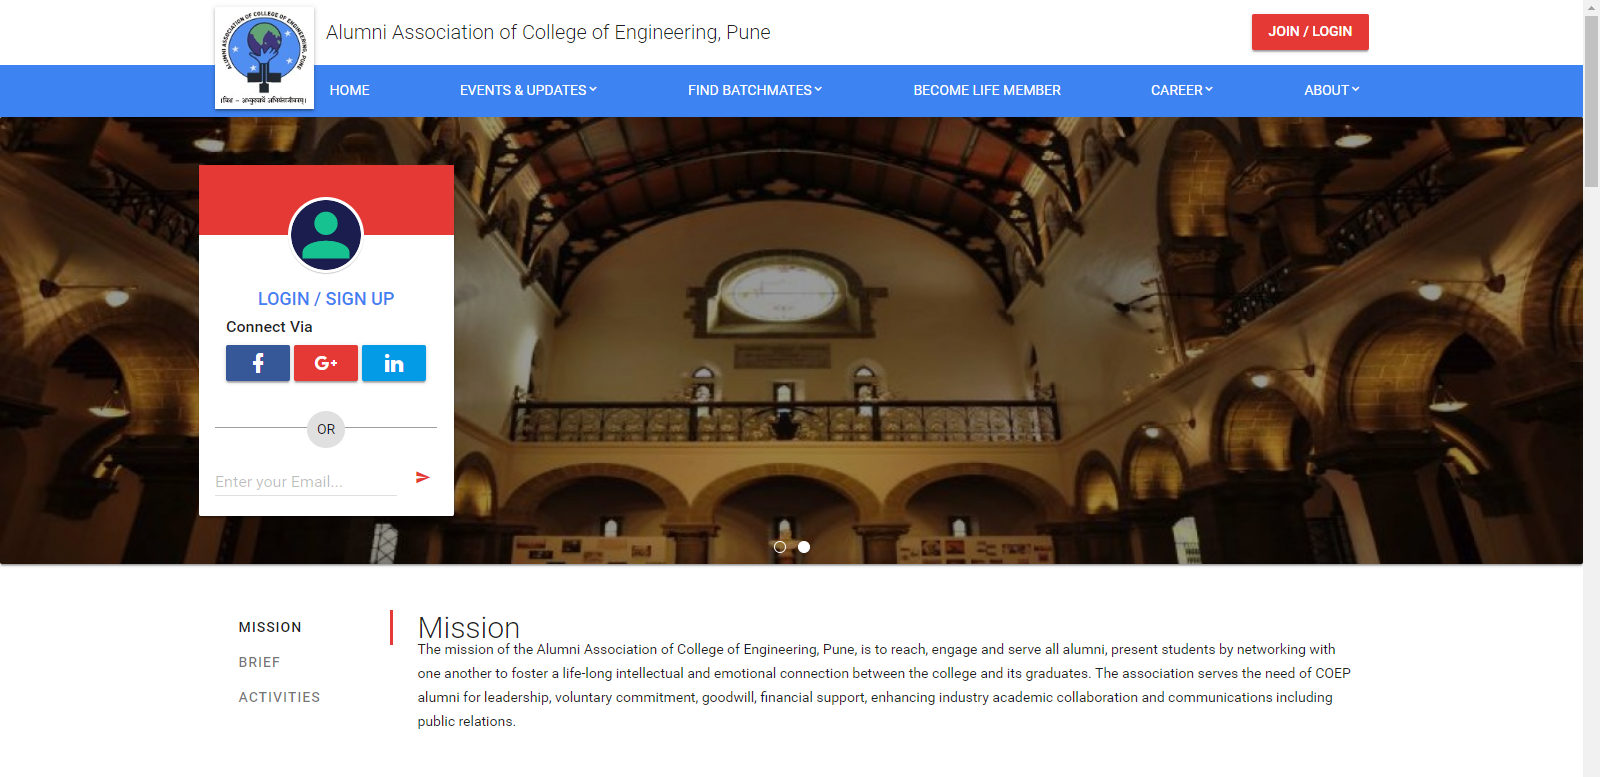 ALUMNI ASSOCIATION OF COLLEGE OF ENGINEERING, PUNE
Alumni Association of College of Engineering, Pune
JOIN / LOGIN
HOME
EVENTS & UPDATES
FIND BATCHMATES
BECOME LIFE MEMBER
CAREER
ABOUT
LOGIN / SIGN UP
Connect Via
f
G+
in
OR
Enter your Email...
MISSION
BRIEF
ACTIVITIES
Mission
The mission of the Alumni Association of College of Engineering, Pune, is to reach, engage and serve all alumni, present students by networking with
one another to foster a life-long intellectual and emotional connection between the college and its graduates. The association serves the need of COEP
alumni for leadership, voluntary commitment, goodwill, financial support, enhancing industry academic collaboration and communications including
public relations.